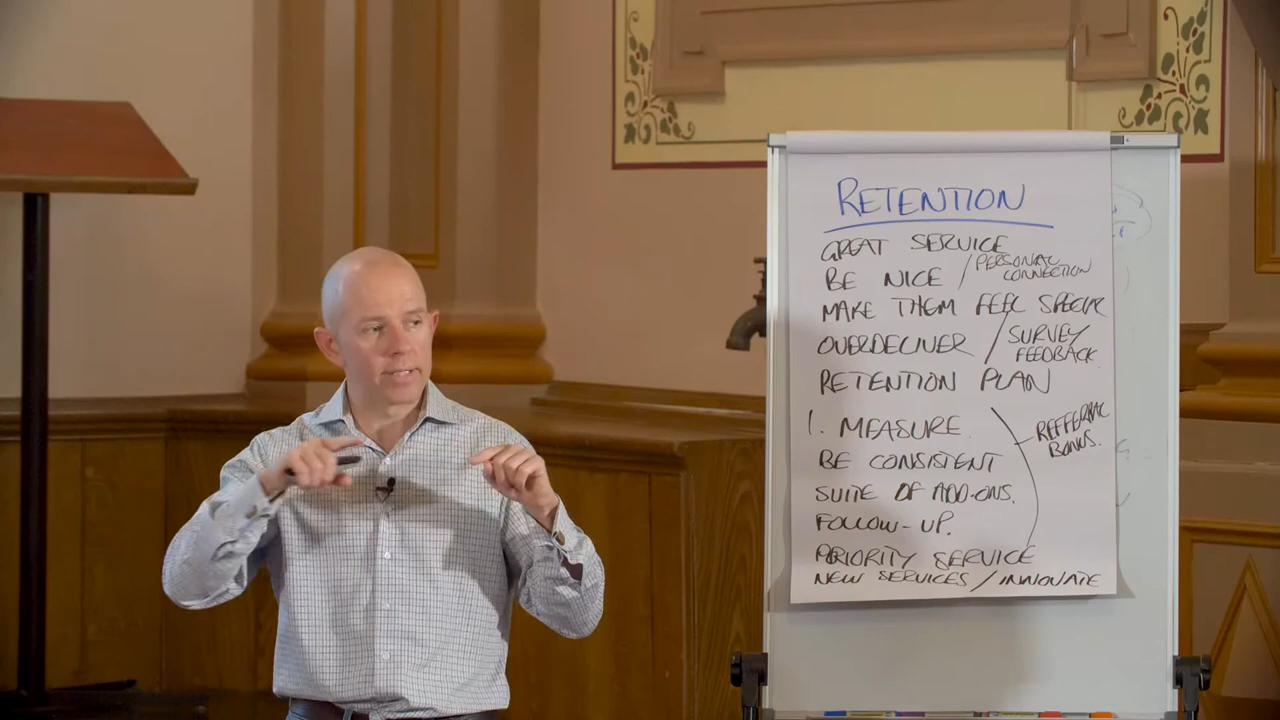 RETENTION
GREAT SERVICE
BE NICE / PERSONAL CONNECTION
MAKE THEM FEEL SPECIAL
OVERDELIVER / SURVEY FEEDBACK
RETENTION PLAN
1. MEASURE.
REFFERAL BONUS.
BE CONSISTENT
SUITE OF ADD-ONS.
FOLLOW-UP.
PRIORITY SERVICE
NEW SERVICES / INNOVATE